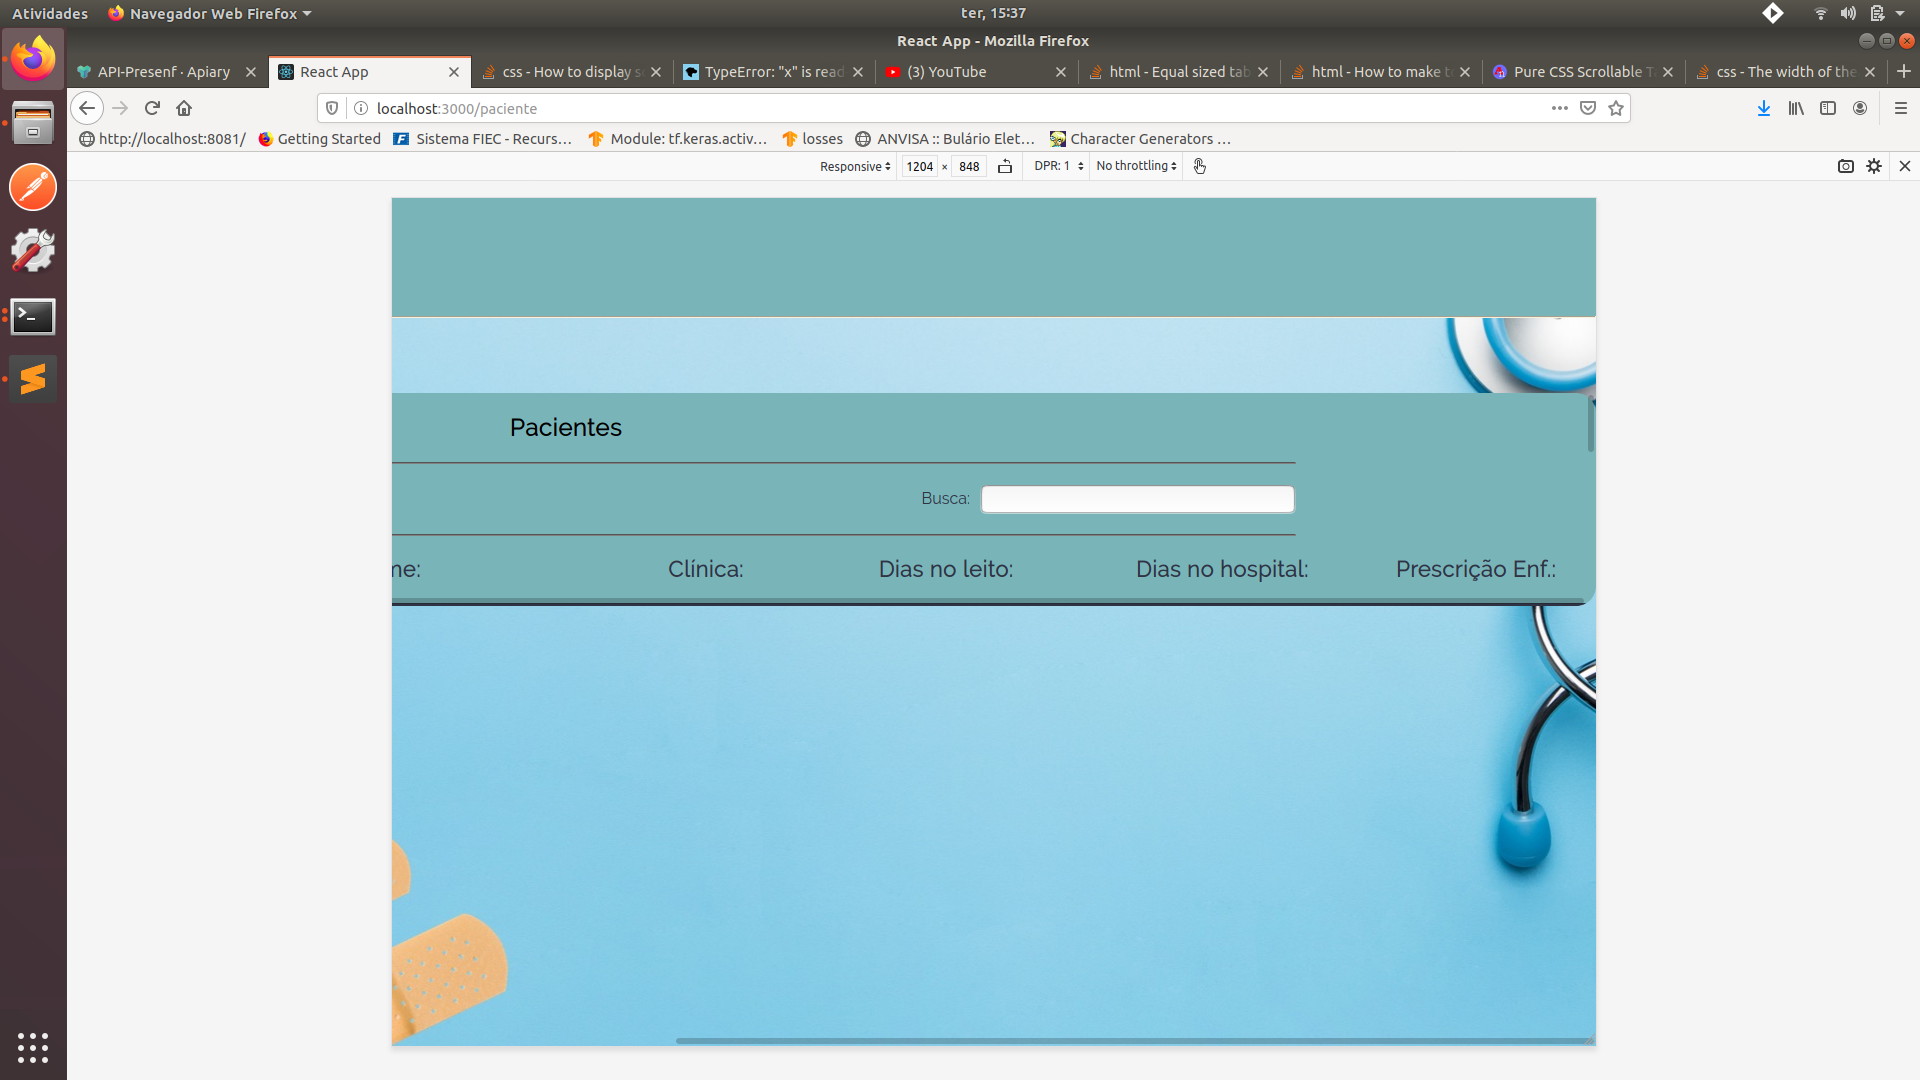 Atividades
Navegador Web Firefox
ter, 15:37
React App - Mozilla Firefox
API-Presenf · Apiary
React App
css - How to display s
TypeError: "x" is read
(3) YouTube
html - Equal sized tab
html - How to make t
Pure CSS Scrollable T
css - The width of the
localhost:3000/paciente
http://localhost:8081/
Getting Started
Sistema FIEC - Recurs…
Module: tf.keras.activ…
losses
ANVISA :: Bulário Elet…
Character Generators …
Responsive
1204 × 848
DPR: 1
No throttling
Pacientes
Busca:
me:
Clínica:
Dias no leito:
Dias no hospital:
Prescrição Enf.: